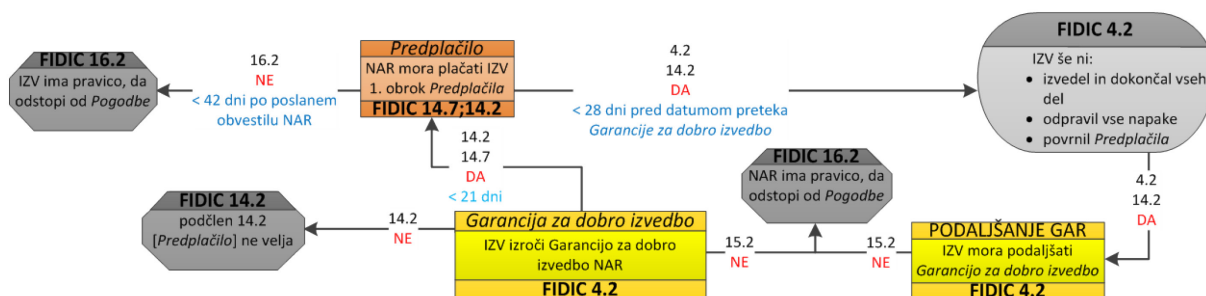 FIDIC 16.2
IZV ima pravico, da
odstopi od Pogodbe
16.2
NE
< 42 dni po poslanem
obvestilu NAR
Predplačilo
NAR mora plačati IZV
1. obrok Predplačila
FIDIC 14.7;14.2
4.2
14.2
DA
< 28 dni pred datumom preteka
Garancije za dobro izvedbo
FIDIC 4.2
IZV še ni:
• izvedel in dokončal vseh
del
• odpravil vse napake
• povrnil Predplačila
14.2
14.7
DA
< 21 dni
FIDIC 16.2
NAR ima pravico, da
odstopi od Pogodbe
4.2
14.2
DA
FIDIC 14.2
podčlen 14.2
[Predplačilo] ne velja
14.2
NE
Garancija za dobro izvedbo
IZV izroči Garancijo za dobro
izvedbo NAR
FIDIC 4.2
15.2
NE
15.2
NE
PODALJŠANJE GAR
IZV mora podaljšati
Garancijo za dobro izvedbo
FIDIC 4.2